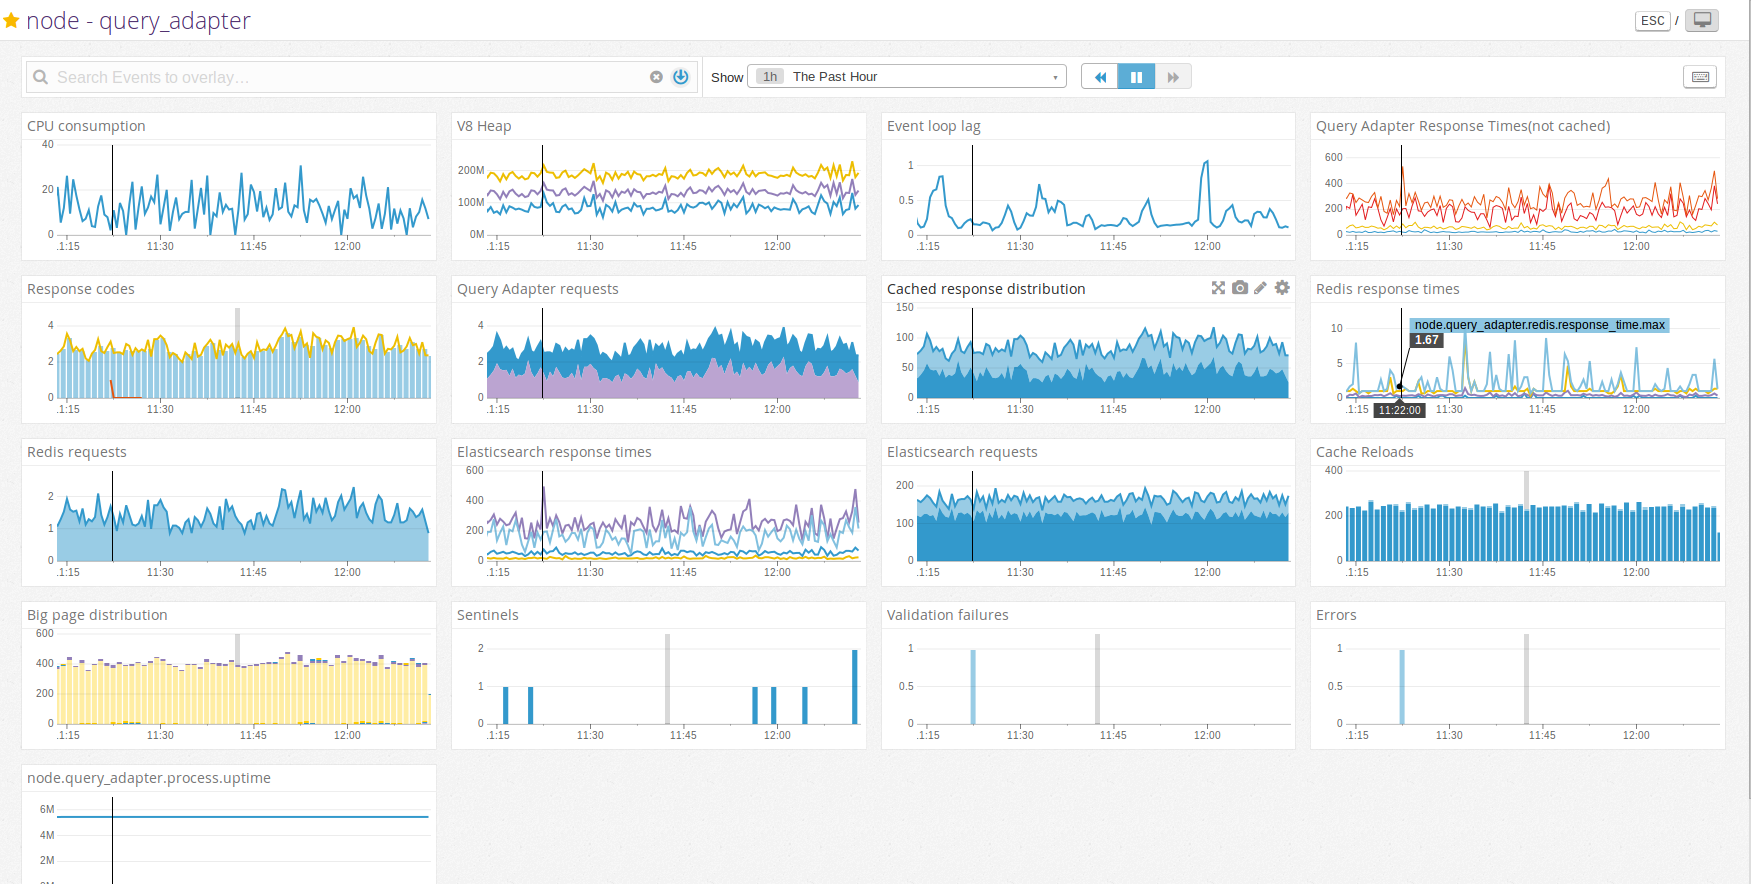 node - query_adapter
ESC /
Search Events to overlay...
Show 1h The Past Hour
CPU consumption
40
20
0
.1:15 11:30 11:45 12:00
V8 Heap
200M
100M
0M
.1:15 11:30 11:45 12:00
Event loop lag
1
0.5
0
.1:15 11:30 11:45 12:00
Query Adapter Response Times(not cached)
600
400
200
0
.1:15 11:30 11:45 12:00
Response codes
4
2
0
.1:15 11:30 11:45 12:00
Query Adapter requests
4
2
0
.1:15 11:30 11:45 12:00
Cached response distribution
150
100
50
0
.1:15 11:30 11:45 12:00
Redis response times
10
5
0
node.query_adapter.redis.response_time.max
1.67
.1:15 11:22:00 11:30 11:45 12:00
Redis requests
2
1
0
.1:15 11:30 11:45 12:00
Elasticsearch response times
600
400
200
0
.1:15 11:30 11:45 12:00
Elasticsearch requests
200
100
0
.1:15 11:30 11:45 12:00
Cache Reloads
400
200
0
.1:15 11:30 11:45 12:00
Big page distribution
600
400
200
0
.1:15 11:30 11:45 12:00
Sentinels
2
1
0
.1:15 11:30 11:45 12:00
Validation failures
1
0.5
0
.1:15 11:30 11:45 12:00
Errors
1
0.5
0
.1:15 11:30 11:45 12:00
node.query_adapter.process.uptime
6M
4M
2M